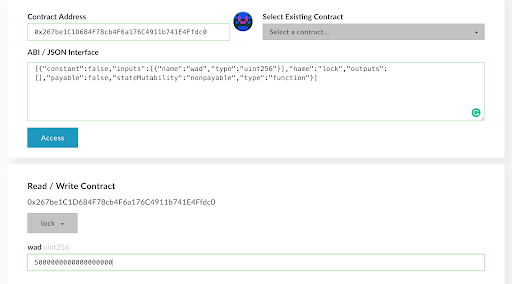 Contract Address
Select Existing Contract
0x267be1C1D684F78cb4F6a176C4911b741E4Ffdc0
Select a contract...
ABI / JSON Interface
[{"constant":false,"inputs":[{"name":"wad","type":"uint256"}],"name":"lock","outputs":
[],"payable":false,"stateMutability":"nonpayable","type":"function"}]
Access
Read / Write Contract
0x267be1C1D684F78cb4F6a176C4911b741E4Ffdc0
lock
wad uint256
5000000000000000000